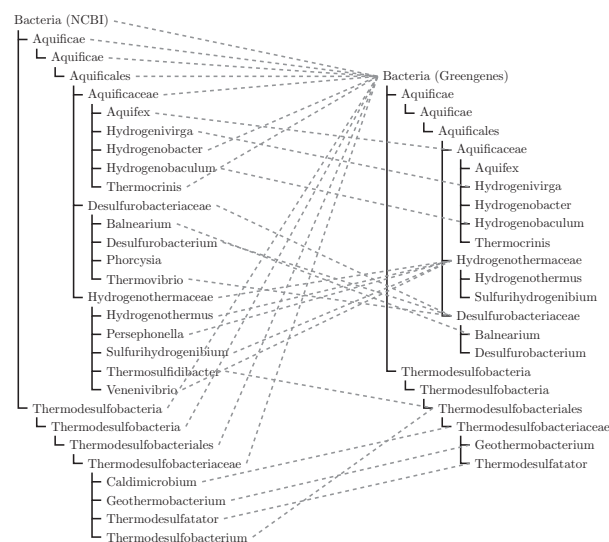 Bacteria (NCBI)
Aquificae
Aquificae
Aquificales
Aquificaceae
Aquifex
Hydrogenivirga
Hydrogenobacter
Hydrogenobaculum
Thermocrinis
Desulfurobacteriaceae
Balnearium
Desulfurobacterium
Phorcysia
Thermovibrio
Hydrogenothermaceae
Hydrogenothermus
Persephonella
Sulfurihydrogenibium
Thermosulfidibacter
Venenivibrio
Thermodesulfobacteria
Thermodesulfobacteria
Thermodesulfobacteriales
Thermodesulfobacteriaceae
Caldimicrobium
Geothermobacterium
Thermodesulfatator
Thermodesulfobacterium
Bacteria (Greengenes)
Aquificae
Aquificae
Aquificales
Aquificaceae
Aquifex
Hydrogenivirga
Hydrogenobacter
Hydrogenobaculum
Thermocrinis
Hydrogenothermaceae
Hydrogenothermus
Sulfurihydrogenibium
Desulfurobacteriaceae
Balnearium
Desulfurobacterium
Thermodesulfobacteria
Thermodesulfobacteria
Thermodesulfobacteriales
Thermodesulfobacteriaceae
Geothermobacterium
Thermodesulfatator